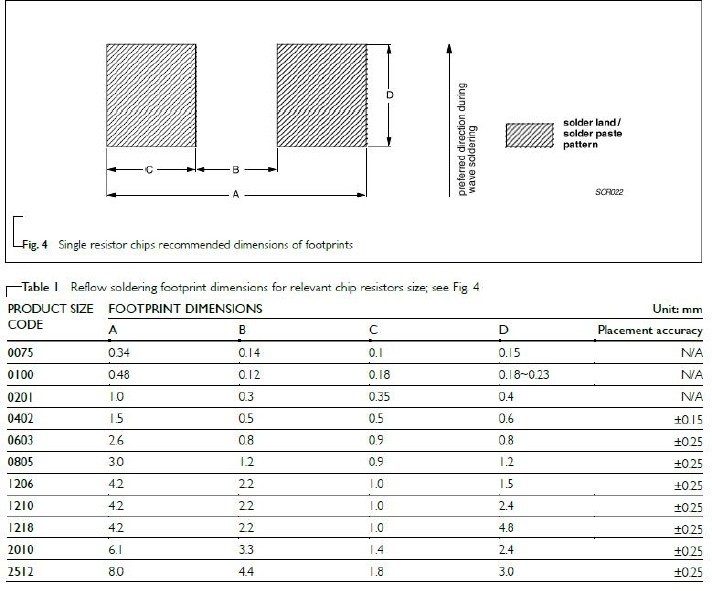 D
C
B
A
preferred direction during
wave soldering
solder land /
solder paste
pattern
SCR022
Fig. 4 Single resistor chips recommended dimensions of footprints
Table 1 Reflow soldering footprint dimensions for relevant chip resistors size; see Fig. 4
PRODUCT SIZE CODE FOOTPRINT DIMENSIONS Unit: mm
A B C D Placement accuracy
0075 0.34 0.14 0.1 0.15 N/A
0100 0.48 0.12 0.18 0.18~0.23 N/A
0201 1.0 0.3 0.35 0.4 N/A
0402 1.5 0.5 0.5 0.6 ±0.15
0603 2.6 0.8 0.9 0.8 ±0.25
0805 3.0 1.2 0.9 1.2 ±0.25
1206 4.2 2.2 1.0 1.5 ±0.25
1210 4.2 2.2 1.0 2.4 ±0.25
1218 4.2 2.2 1.0 4.8 ±0.25
2010 6.1 3.3 1.4 2.4 ±0.25
2512 8.0 4.4 1.8 3.0 ±0.25